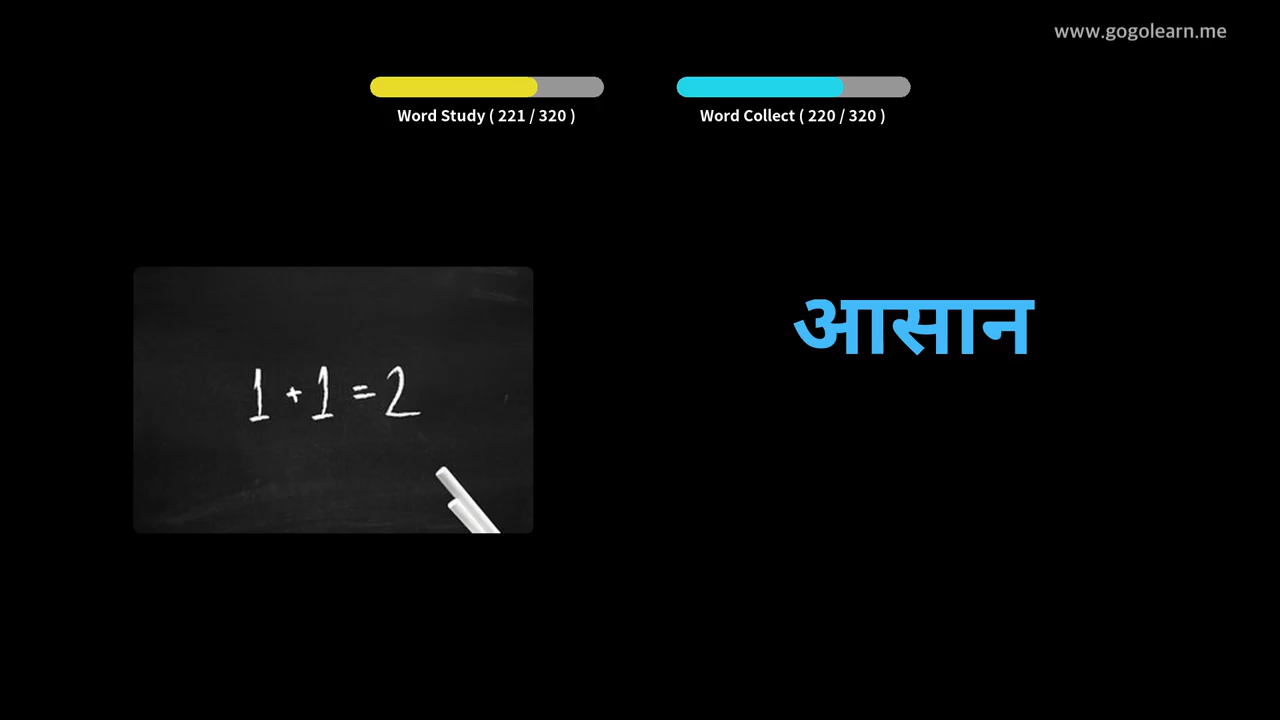 www.gogolearn.me
Word Study ( 221 / 320 )
Word Collect ( 220 / 320 )
आसान
1 + 1 = 2